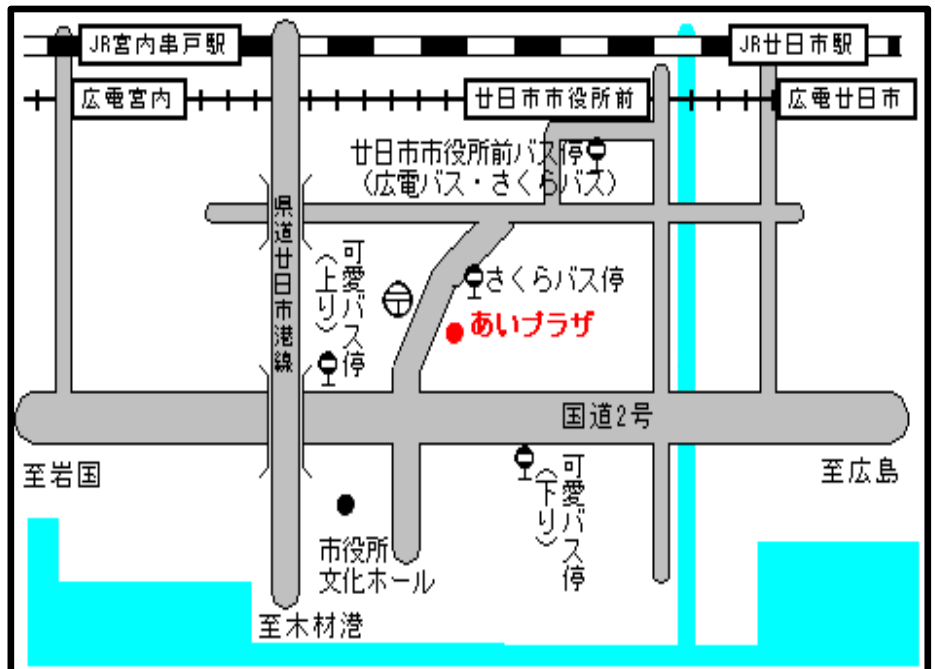 JR宮内串戸駅
JR廿日市駅
広電宮内
廿日市市役所前
広電廿日市
廿日市市役所前バス停
（広電バス・さくらバス）
県道廿日市港線
可愛バス停
（上り）
さくらバス停
あいプラザ
国道2号
至岩国
至広島
可愛バス停
（下り）
市役所
文化ホール
至木材港